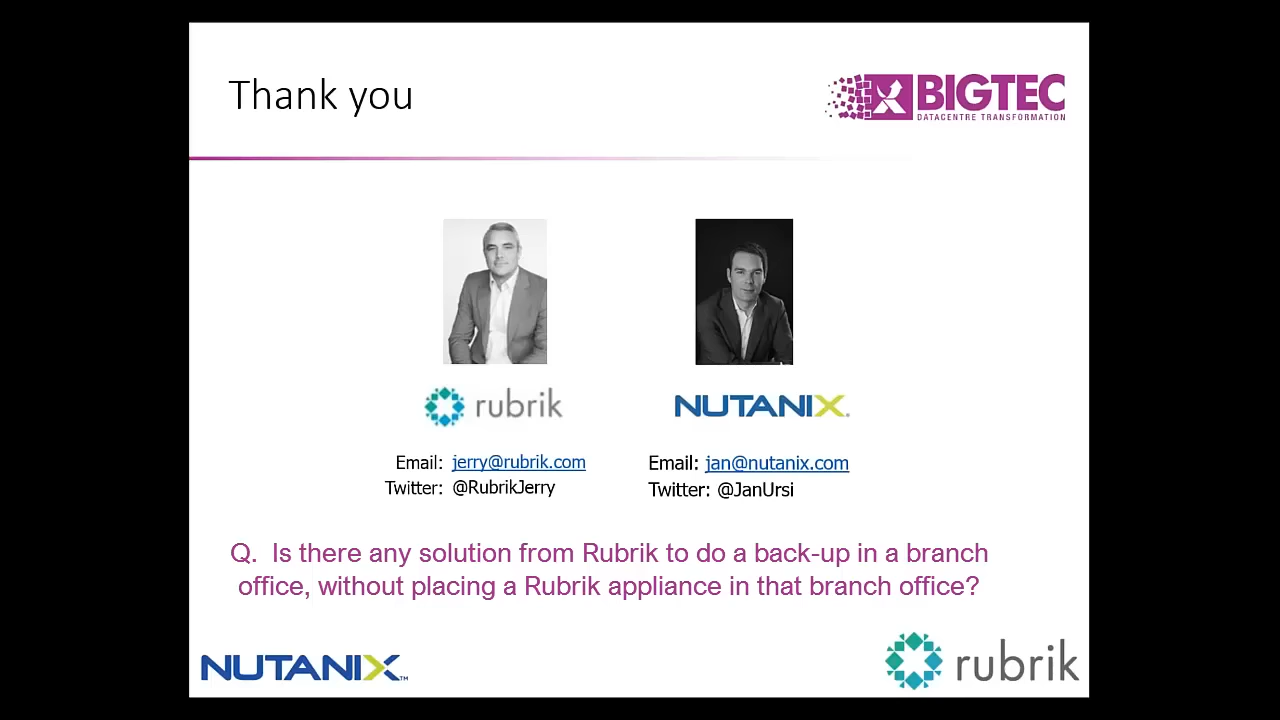 Thank you
BIGTEC
DATACENTRE TRANSFORMATION
rubrik
NUTANIX
Email: jerry@rubrik.com
Twitter: @RubrikJerry
Email: jan@nutanix.com
Twitter: @JanUrsi
Q. Is there any solution from Rubrik to do a back-up in a branch
office, without placing a Rubrik appliance in that branch office?
NUTANIX™
rubrik